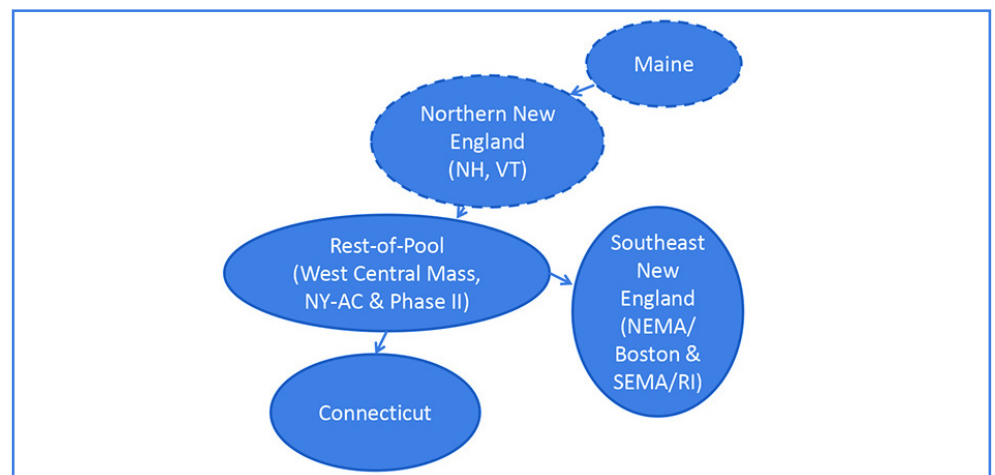 Maine
Northern New
England
(NH, VT)
Rest-of-Pool
(West Central Mass,
NY-AC & Phase II)
Southeast
New
England
(NEMA/
Boston &
SEMA/RI)
Connecticut